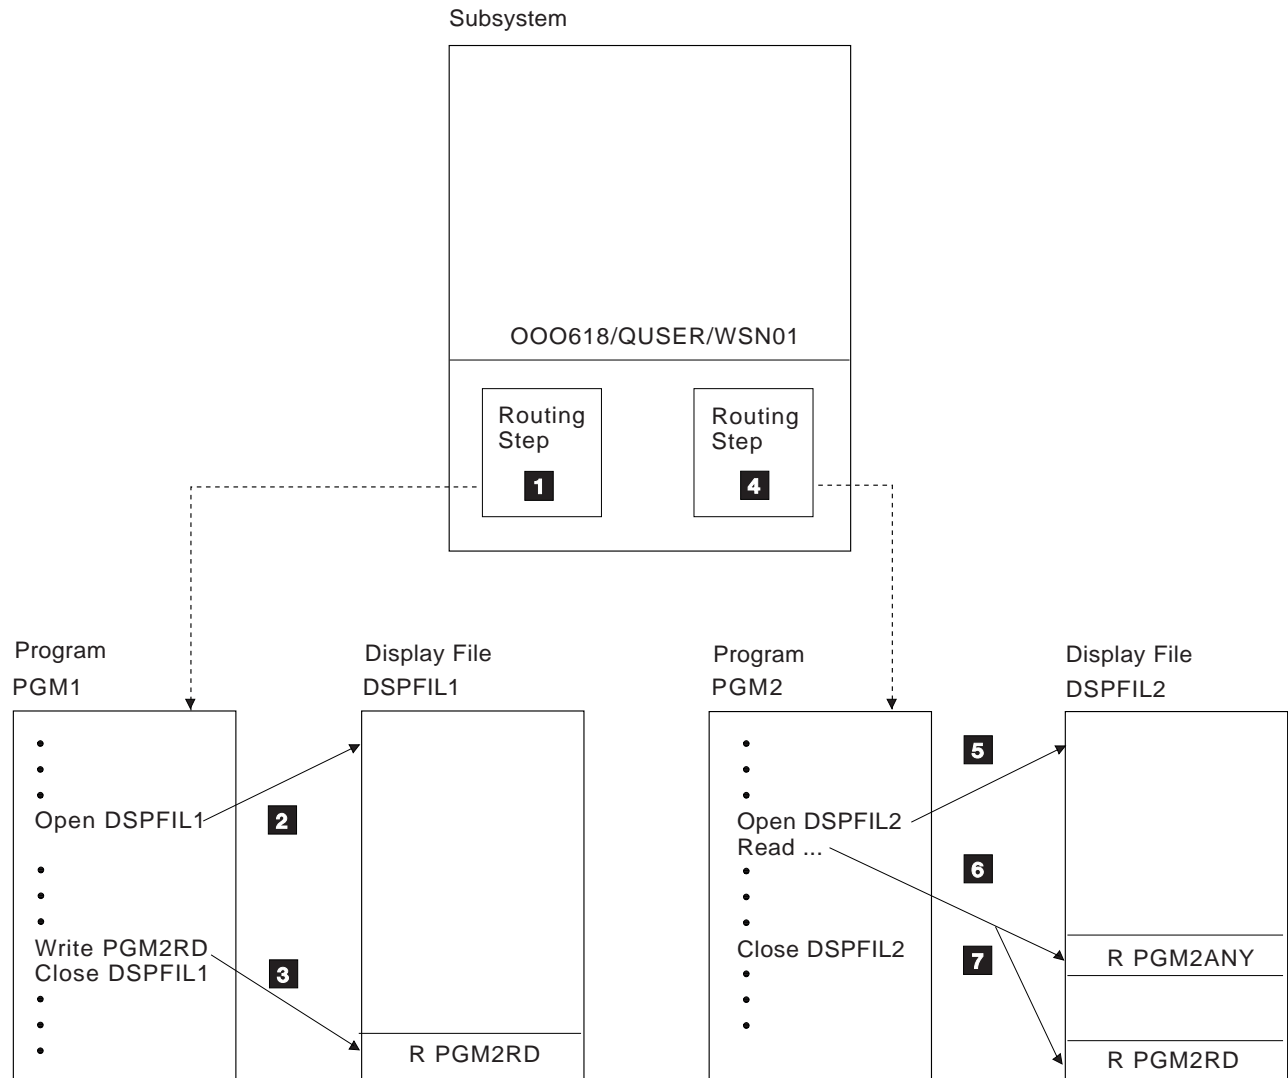 Subsystem
OOO618/QUSER/WSN01
Routing
Step
1
Routing
Step
4
Program
PGM1
Display File
DSPFIL1
Program
PGM2
Display File
DSPFIL2
Open DSPFIL1
2
Write PGM2RD
Close DSPFIL1
3
R PGM2RD
5
Open DSPFIL2
Read ...
6
Close DSPFIL2
7
R PGM2ANY
R PGM2RD